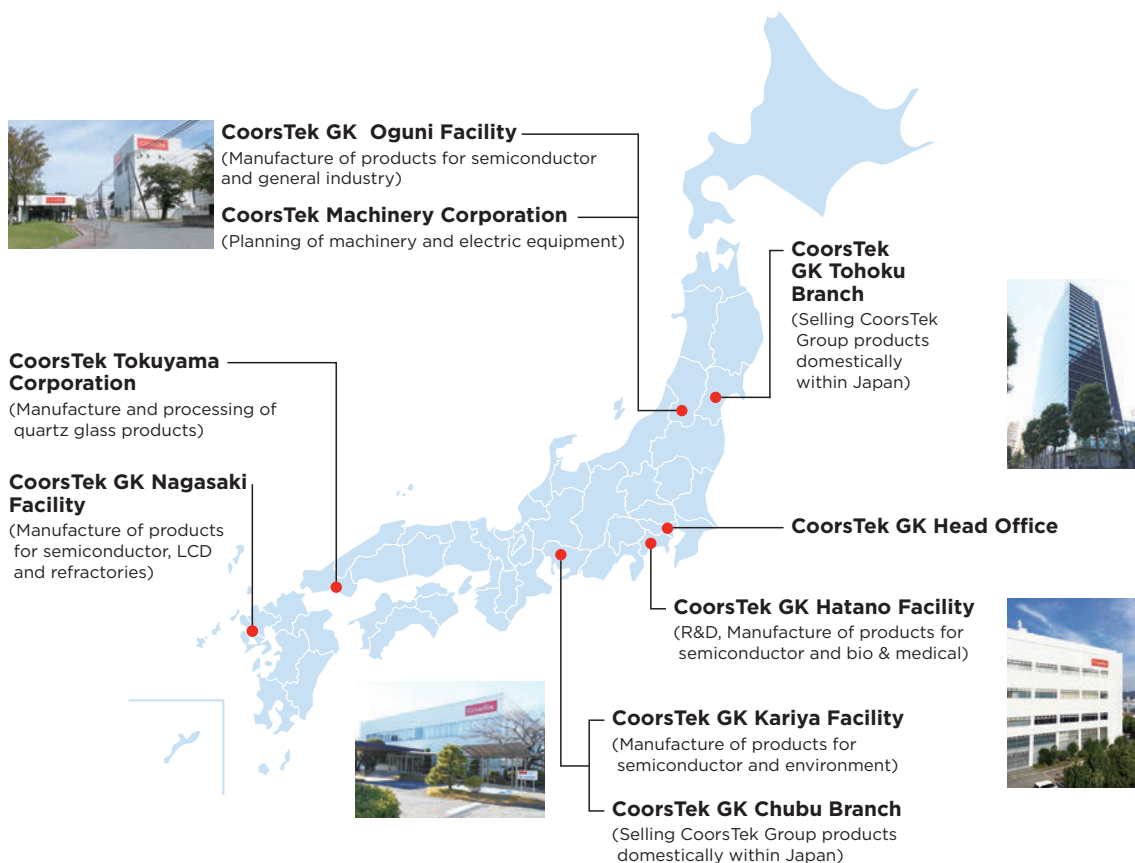 CoorsTek GK Oguni Facility
(Manufacture of products for semiconductor
and general industry)
CoorsTek Machinery Corporation
(Planning of machinery and electric equipment)
CoorsTek
GK Tohoku
Branch
(Selling CoorsTek
Group products
domestically
within Japan)
CoorsTek Tokuyama
Corporation
(Manufacture and processing of
quartz glass products)
CoorsTek GK Nagasaki
Facility
(Manufacture of products
for semiconductor, LCD
and refractories)
CoorsTek GK Head Office
CoorsTek GK Hatano Facility
(R&D, Manufacture of products for
semiconductor and bio & medical)
CoorsTek GK Kariya Facility
(Manufacture of products for
semiconductor and environment)
CoorsTek GK Chubu Branch
(Selling CoorsTek Group products
domestically within Japan)
CoorsTek
CoorsTek
CoorsTek